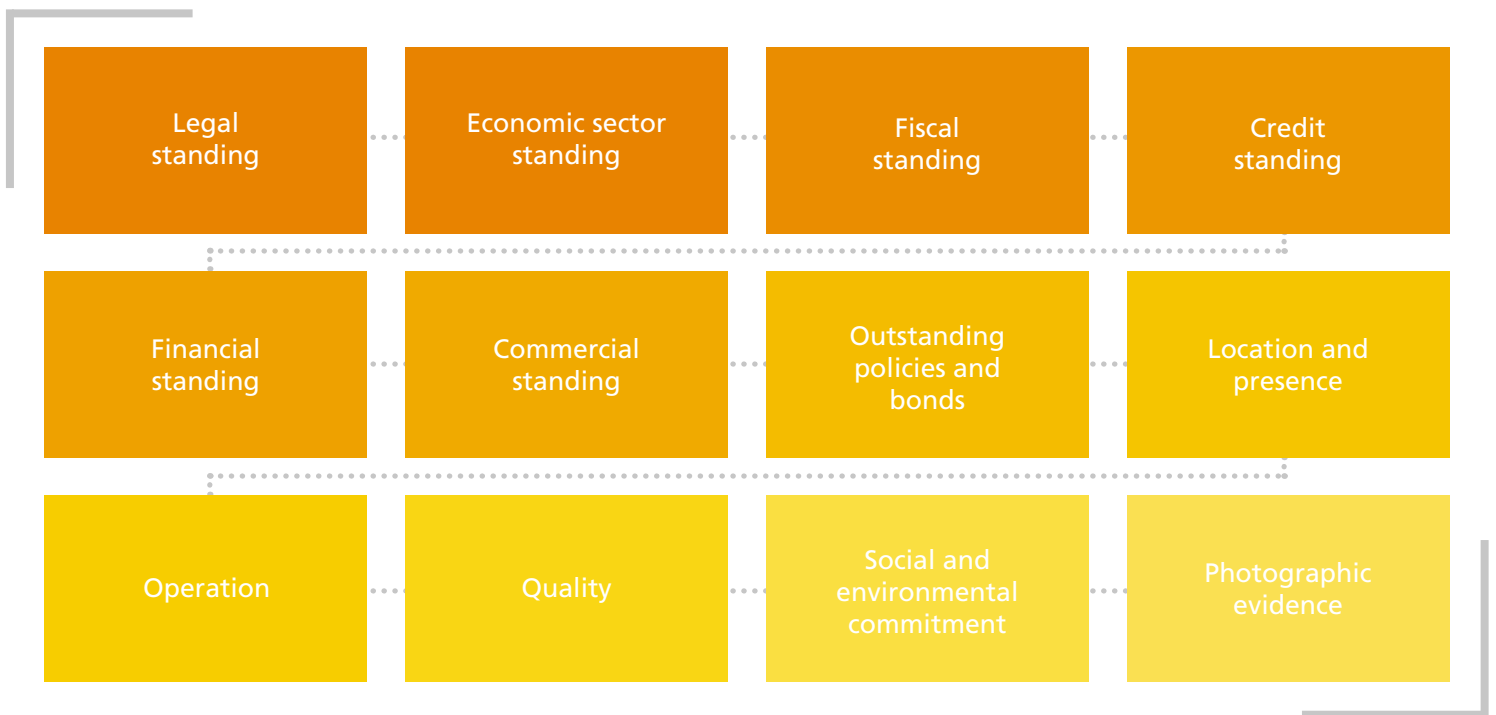 Legal
standing
Economic sector
standing
Fiscal
standing
Credit
standing
Financial
standing
Commercial
standing
Outstanding
policies and
bonds
Location and
presence
Operation
Quality
Social and
environmental
commitment
Photographic
evidence